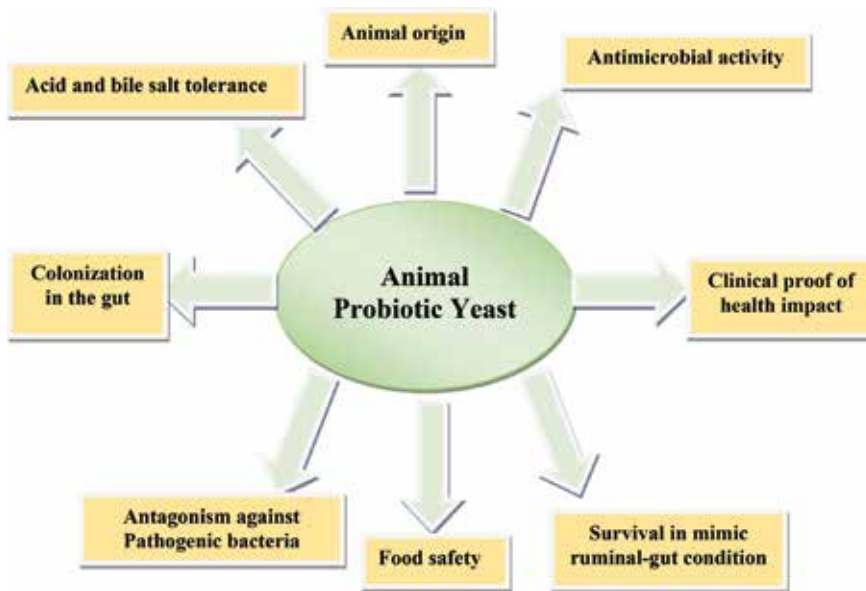 Animal origin
Antimicrobial activity
Acid and bile salt tolerance
Colonization
in the gut
Animal
Probiotic Yeast
Clinical proof of
health impact
Antagonism against
Pathogenic bacteria
Food safety
Survival in mimic
ruminal-gut condition